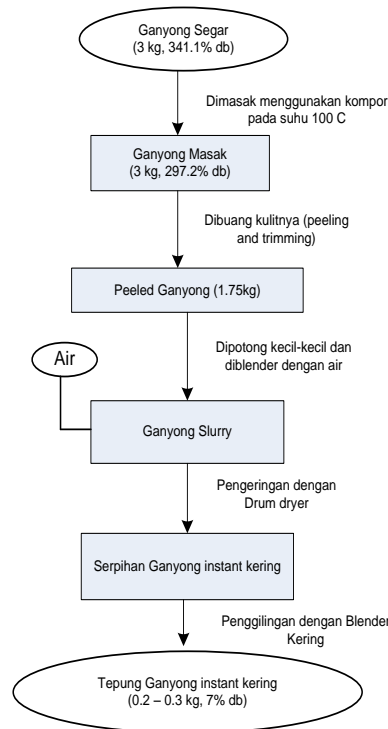 Ganyong Segar
(3 kg, 341.1% db)
Dimasak menggunakan kompor
pada suhu 100 C
Ganyong Masak
(3 kg, 297.2% db)
Dibuang kulitnya (peeling
and trimming)
Peeled Ganyong (1.75kg)
Dipotong kecil-kecil dan
diblender dengan air
Air
Ganyong Slurry
Pengeringan dengan
Drum dryer
Serpihan Ganyong instant kering
Penggilingan dengan Blender
Kering
Tepung Ganyong instant kering
(0.2 – 0.3 kg, 7% db)